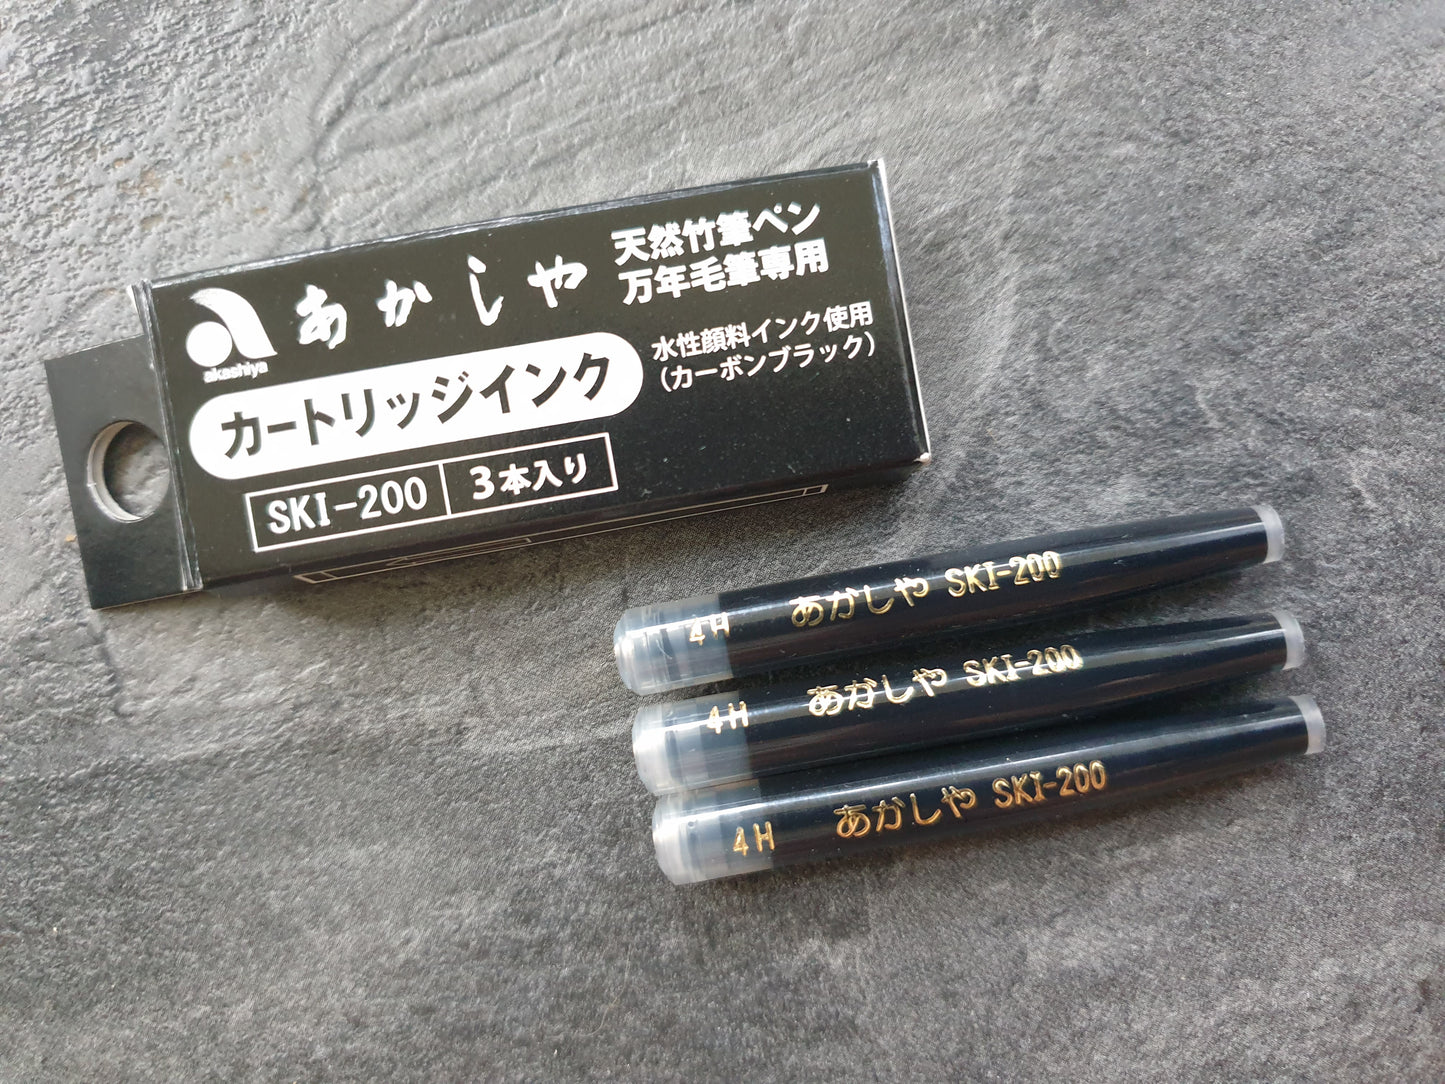 あかしや
akashiya
天然竹筆ペン
万年毛筆専用
カートリッジインク
水性顔料インク使用
（カーボンブラック）
SKI-200
3本入り
4H あかしや SKI-200
4H あかしや SKI-200
4H あかしや SKI-200